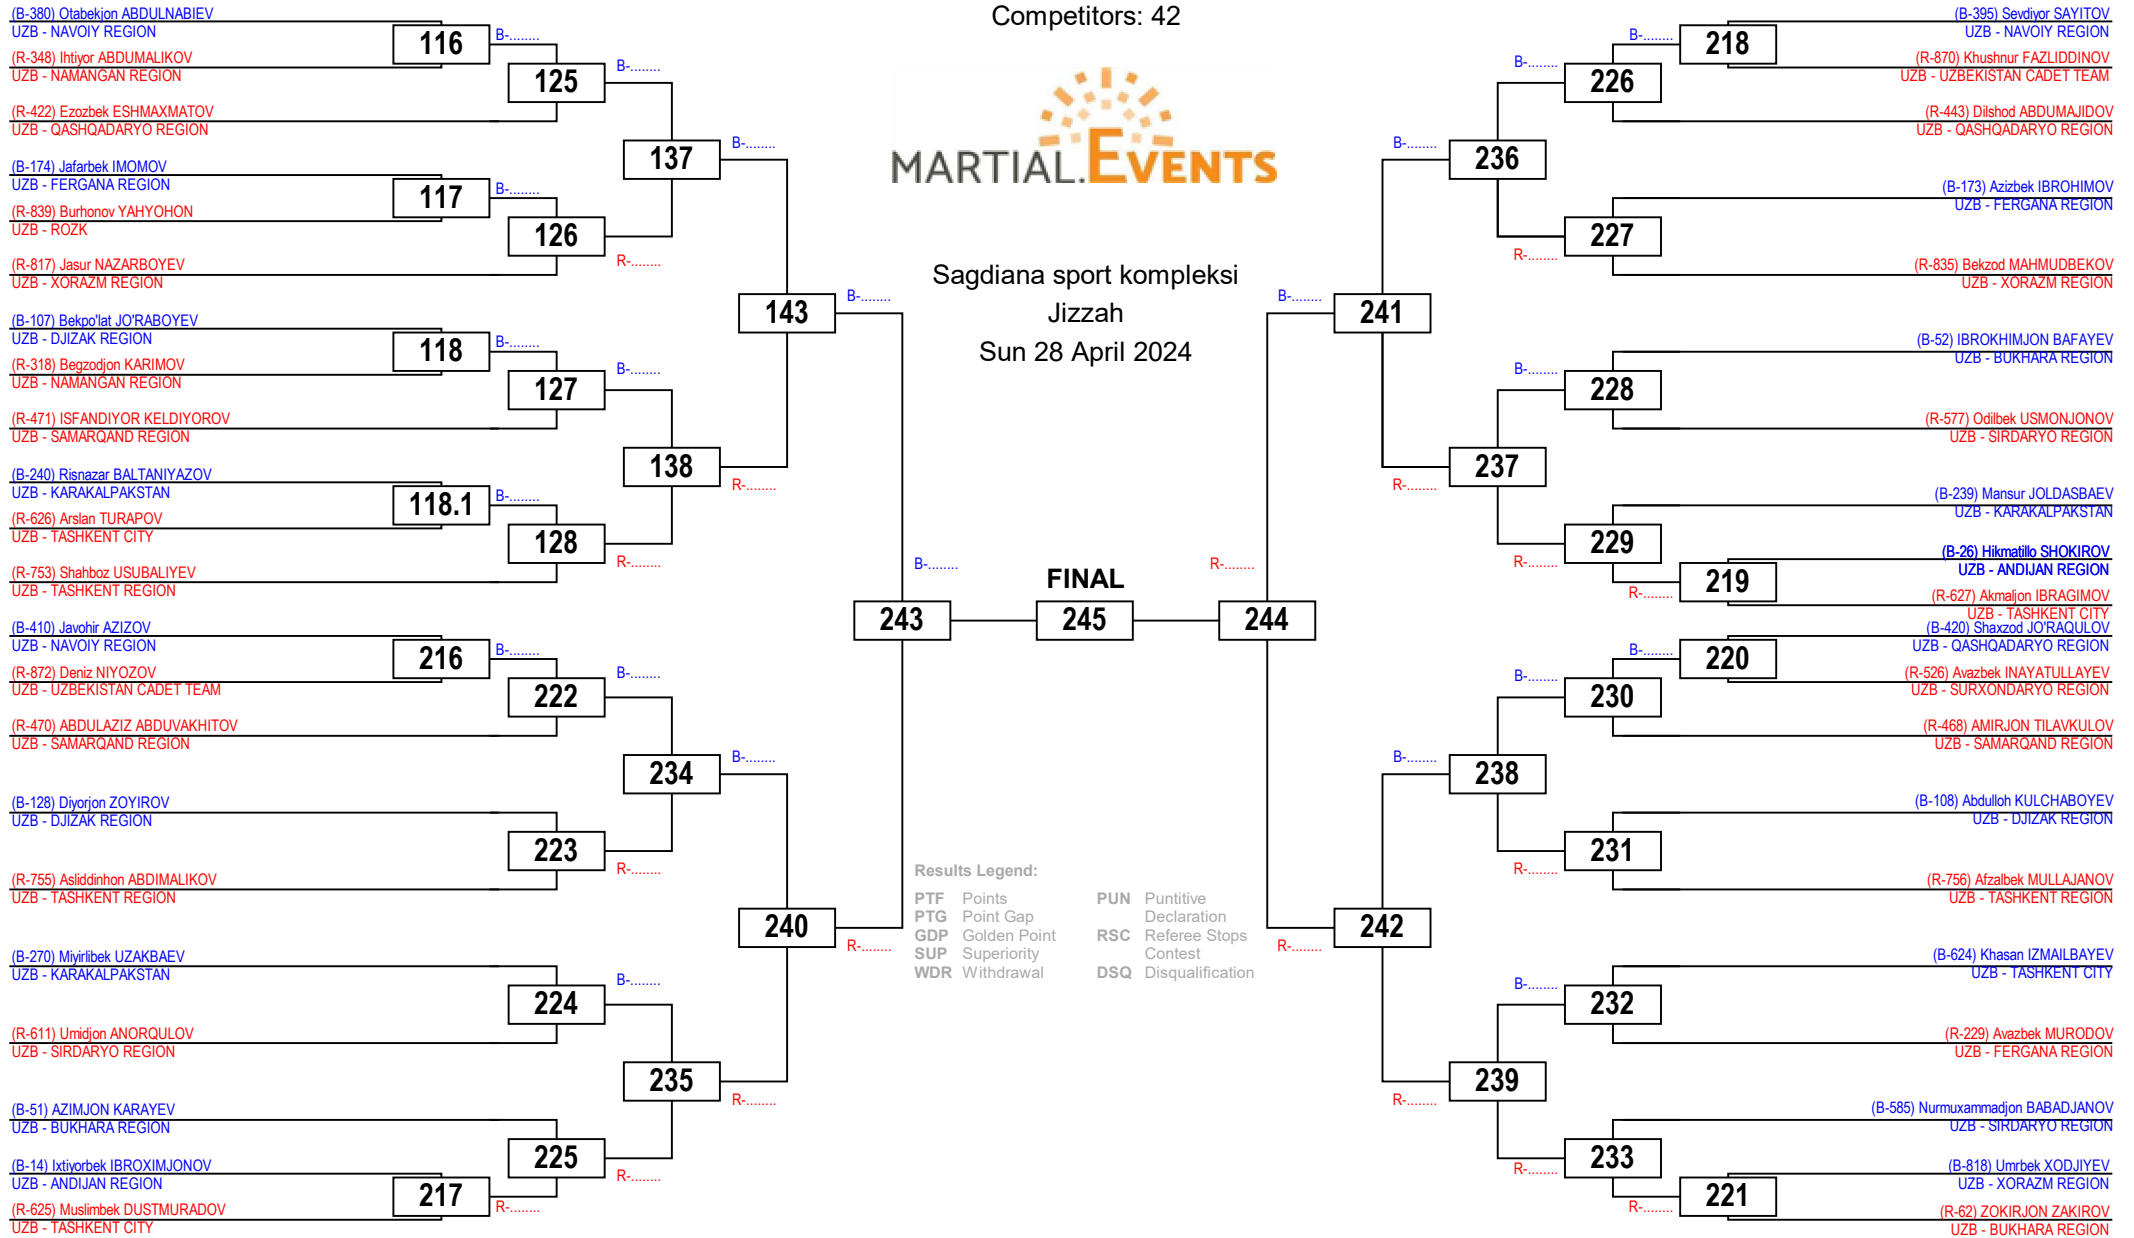 Competitors: 42
MARTIAL.EVENTS
Sagdiana sport kompleksi
Jizzah
Sun 28 April 2024
(B-380) Otabekjon ABDULNABIEV
UZB - NAVOIY REGION
116
B-........
(R-348) Ihtiyor ABDUMALIKOV
UZB - NAMANGAN REGION
125
B-........
(R-422) Ezozbek ESHMAXMATOV
UZB - QASHQADARYO REGION
137
B-........
(B-174) Jafarbek IMOMOV
UZB - FERGANA REGION
117
B-........
(R-839) Burhonov YAHYOHON
UZB - ROZK
126
R-........
(R-817) Jasur NAZARBOYEV
UZB - XORAZM REGION
143
B-........
(B-107) Bekpo'lat JO'RABOYEV
UZB - DJIZAK REGION
118
B-........
(R-318) Begzodjon KARIMOV
UZB - NAMANGAN REGION
127
B-........
(R-471) ISFANDIYOR KELDIYOROV
UZB - SAMARQAND REGION
138
R-........
(B-240) Risnazar BALTANIYAZOV
UZB - KARAKALPAKSTAN
118.1
B-........
(R-626) Arslan TURAPOV
UZB - TASHKENT CITY
128
R-........
(R-753) Shahboz USUBALIYEV
UZB - TASHKENT REGION
243
B-........
(B-410) Javohir AZIZOV
UZB - NAVOIY REGION
216
B-........
(R-872) Deniz NIYOZOV
UZB - UZBEKISTAN CADET TEAM
222
B-........
(R-470) ABDULAZIZ ABDUVAKHITOV
UZB - SAMARQAND REGION
234
B-........
(B-128) Diyorjon ZOYIROV
UZB - DJIZAK REGION
223
R-........
(R-755) Asliddinhon ABDIMALIKOV
UZB - TASHKENT REGION
240
R-........
(B-270) Miyirlibek UZAKBAEV
UZB - KARAKALPAKSTAN
224
B-........
(R-611) Umidjon ANORQULOV
UZB - SIRDARYO REGION
235
R-........
(B-51) AZIMJON KARAYEV
UZB - BUKHARA REGION
225
R-........
(B-14) Ixtiyorbek IBROXIMJONOV
UZB - ANDIJAN REGION
217
R-........
(R-625) Muslimbek DUSTMURADOV
UZB - TASHKENT CITY
FINAL
245
Results Legend:
PTF Points
PTG Point Gap
GDP Golden Point
SUP Superiority
WDR Withdrawal
PUN Puntitive
Declaration
RSC Referee Stops
Contest
DSQ Disqualification
(B-395) Sevdiyor SAYITOV
UZB - NAVOIY REGION
B-........
218
(R-870) Khushnur FAZLIDDINOV
UZB - UZBEKISTAN CADET TEAM
B-........
226
(R-443) Dilshod ABDUMAJIDOV
UZB - QASHQADARYO REGION
B-........
236
(B-173) Azizbek IBROHIMOV
UZB - FERGANA REGION
R-........
227
(R-835) Bekzod MAHMUDBEKOV
UZB - XORAZM REGION
B-........
241
(B-52) IBROKHIMJON BAFAYEV
UZB - BUKHARA REGION
B-........
228
(R-577) Odilbek USMONJONOV
UZB - SIRDARYO REGION
R-........
237
(B-239) Mansur JOLDASBAEV
UZB - KARAKALPAKSTAN
R-........
229
(B-26) Hikmatillo SHOKIROV
UZB - ANDIJAN REGION
R-........
219
(R-627) Akmaljon IBRAGIMOV
UZB - TASHKENT CITY
R-........
244
(B-420) Shaxzod JO'RAQULOV
UZB - QASHQADARYO REGION
B-........
220
(R-526) Avazbek INAYATULLAYEV
UZB - SURXONDARYO REGION
B-........
230
(R-468) AMIRJON TILAVKULOV
UZB - SAMARQAND REGION
B-........
238
(B-108) Abdulloh KULCHABOYEV
UZB - DJIZAK REGION
R-........
231
(R-756) Afzalbek MULLAJANOV
UZB - TASHKENT REGION
R-........
242
(B-624) Khasan IZMAILBAYEV
UZB - TASHKENT CITY
B-........
232
(R-229) Avazbek MURODOV
UZB - FERGANA REGION
R-........
239
(B-585) Nurmuxammadjon BABADJANOV
UZB - SIRDARYO REGION
R-........
233
(B-818) Umrbek XODJIYEV
UZB - XORAZM REGION
R-........
221
(R-62) ZOKIRJON ZAKIROV
UZB - BUKHARA REGION